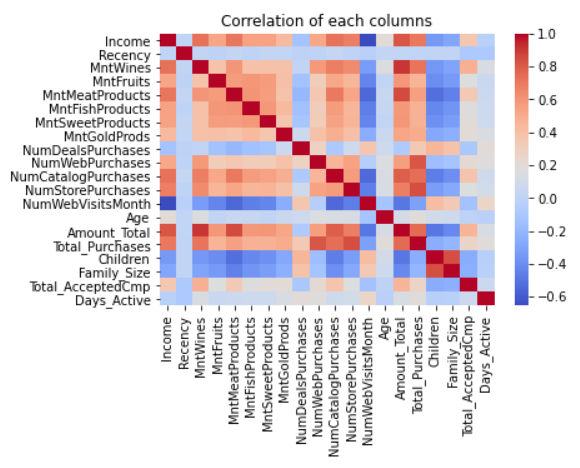 Correlation of each columns
Income
Recency
MntWines
MntFruits
MntMeatProducts
MntFishProducts
MntSweetProducts
MntGoldProds
NumDealsPurchases
NumWebPurchases
NumCatalogPurchases
NumStorePurchases
NumWebVisitsMonth
Age
Amount_Total
Total_Purchases
Children
Family_Size
Total_AcceptedCmp
Days_Active
1.0
0.8
0.6
0.4
0.2
0.0
−0.2
−0.4
−0.6
Income
Recency
MntWines
MntFruits
MntMeatProducts
MntFishProducts
MntSweetProducts
MntGoldProds
NumDealsPurchases
NumWebPurchases
NumCatalogPurchases
NumStorePurchases
NumWebVisitsMonth
Age
Amount_Total
Total_Purchases
Children
Family_Size
Total_AcceptedCmp
Days_Active